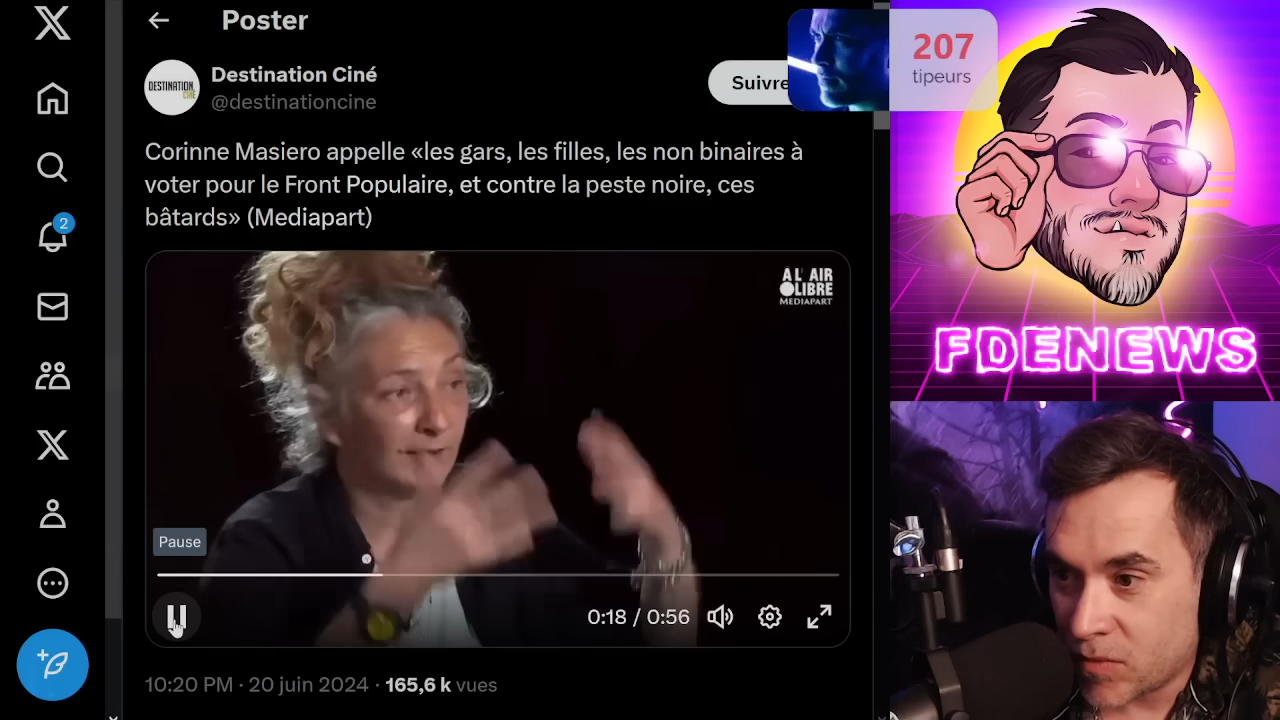 Poster
207
tipeurs
DESTINATION
CINÉ
Destination Ciné
@destinationcine
Suivre
Corinne Masiero appelle «les gars, les filles, les non binaires à
voter pour le Front Populaire, et contre la peste noire, ces
bâtards» (Mediapart)
A L' AIR
LIBRE
MEDIAPART
2
FDENEWS
Pause
0:18 / 0:56
10:20 PM · 20 juin 2024 · 165,6 k vues